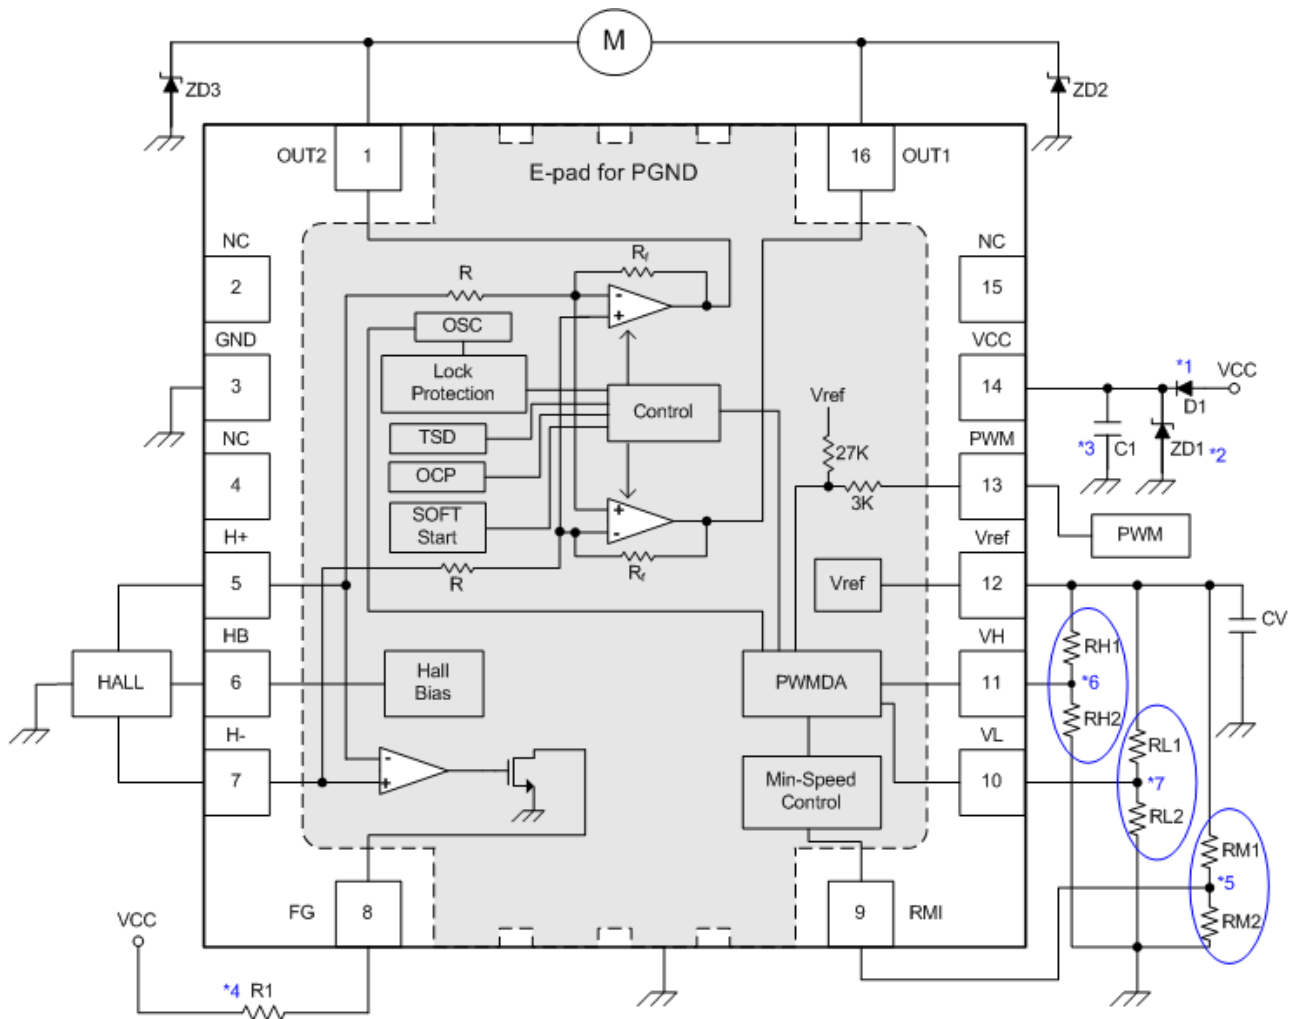 M
ZD3
ZD2
OUT2
1
16
OUT1
E-pad for PGND
NC
2
NC
15
R
Rf
OSC
GND
3
Lock
Protection
Control
Vref
VCC
14
*1
VCC
D1
*3
C1
ZD1
*2
TSD
OCP
27K
3K
NC
4
SOFT
Start
PWM
13
PWM
H+
5
R
Rf
Vref
Vref
12
CV
HB
6
HALL
Hall
Bias
PWMDA
VH
11
RH1
*6
RH2
H-
7
Min-Speed
Control
VL
10
RL1
*7
RL2
RM1
*5
RM2
VCC
FG
8
9
RMI
*4
R1